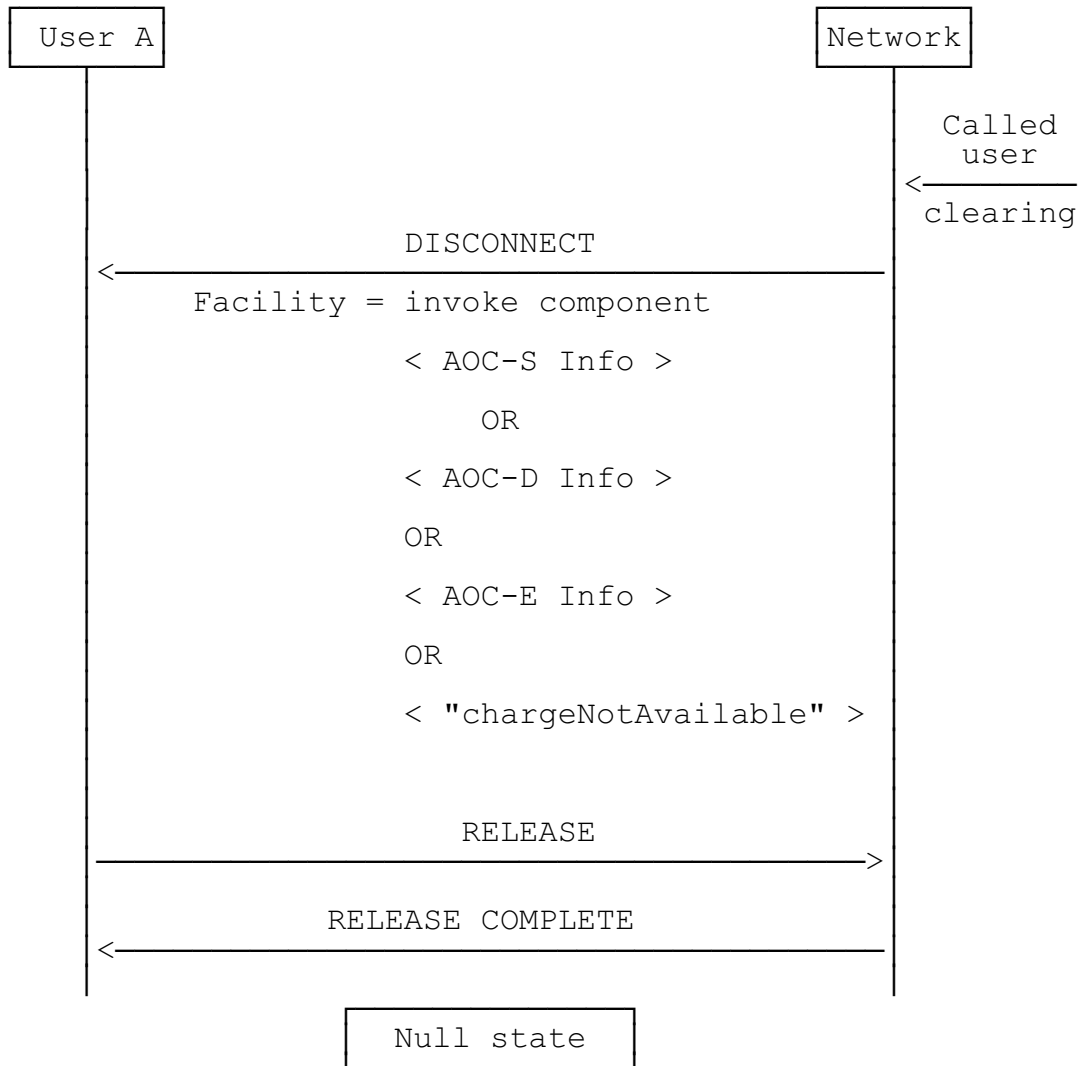 User A
Network
Called
user
clearing
DISCONNECT
Facility = invoke component
< AOC-S Info >
OR
< AOC-D Info >
OR
< AOC-E Info >
OR
< "chargeNotAvailable" >
RELEASE
RELEASE COMPLETE
Null state